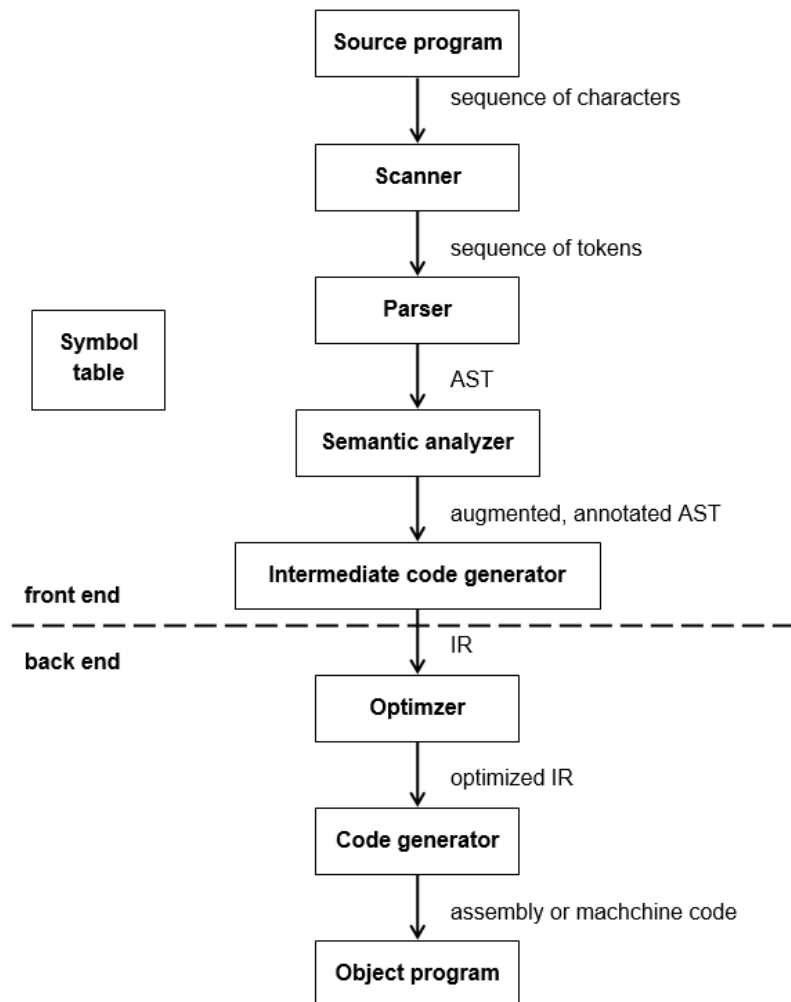 Source program
sequence of characters
Scanner
sequence of tokens
Parser
Symbol
table
AST
Semantic analyzer
augmented, annotated AST
Intermediate code generator
front end
IR
back end
Optimzer
optimized IR
Code generator
assembly or machchine code
Object program